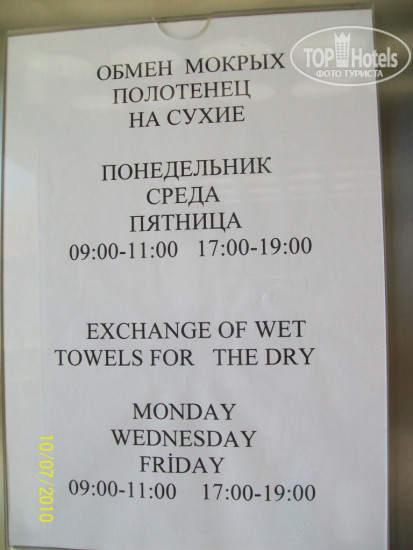 TOP Hotels
ФОТО ТУРИСТА
ОБМЕН МОКРЫХ
ПОЛОТЕНЕЦ
НА СУХИЕ
ПОНЕДЕЛЬНИК
СРЕДА
ПЯТНИЦА
09:00-11:00 17:00-19:00
EXCHANGE OF WET
TOWELS FOR THE DRY
MONDAY
WEDNESDAY
FRİDAY
09:00-11:00 17:00-19:00
10/07/2010